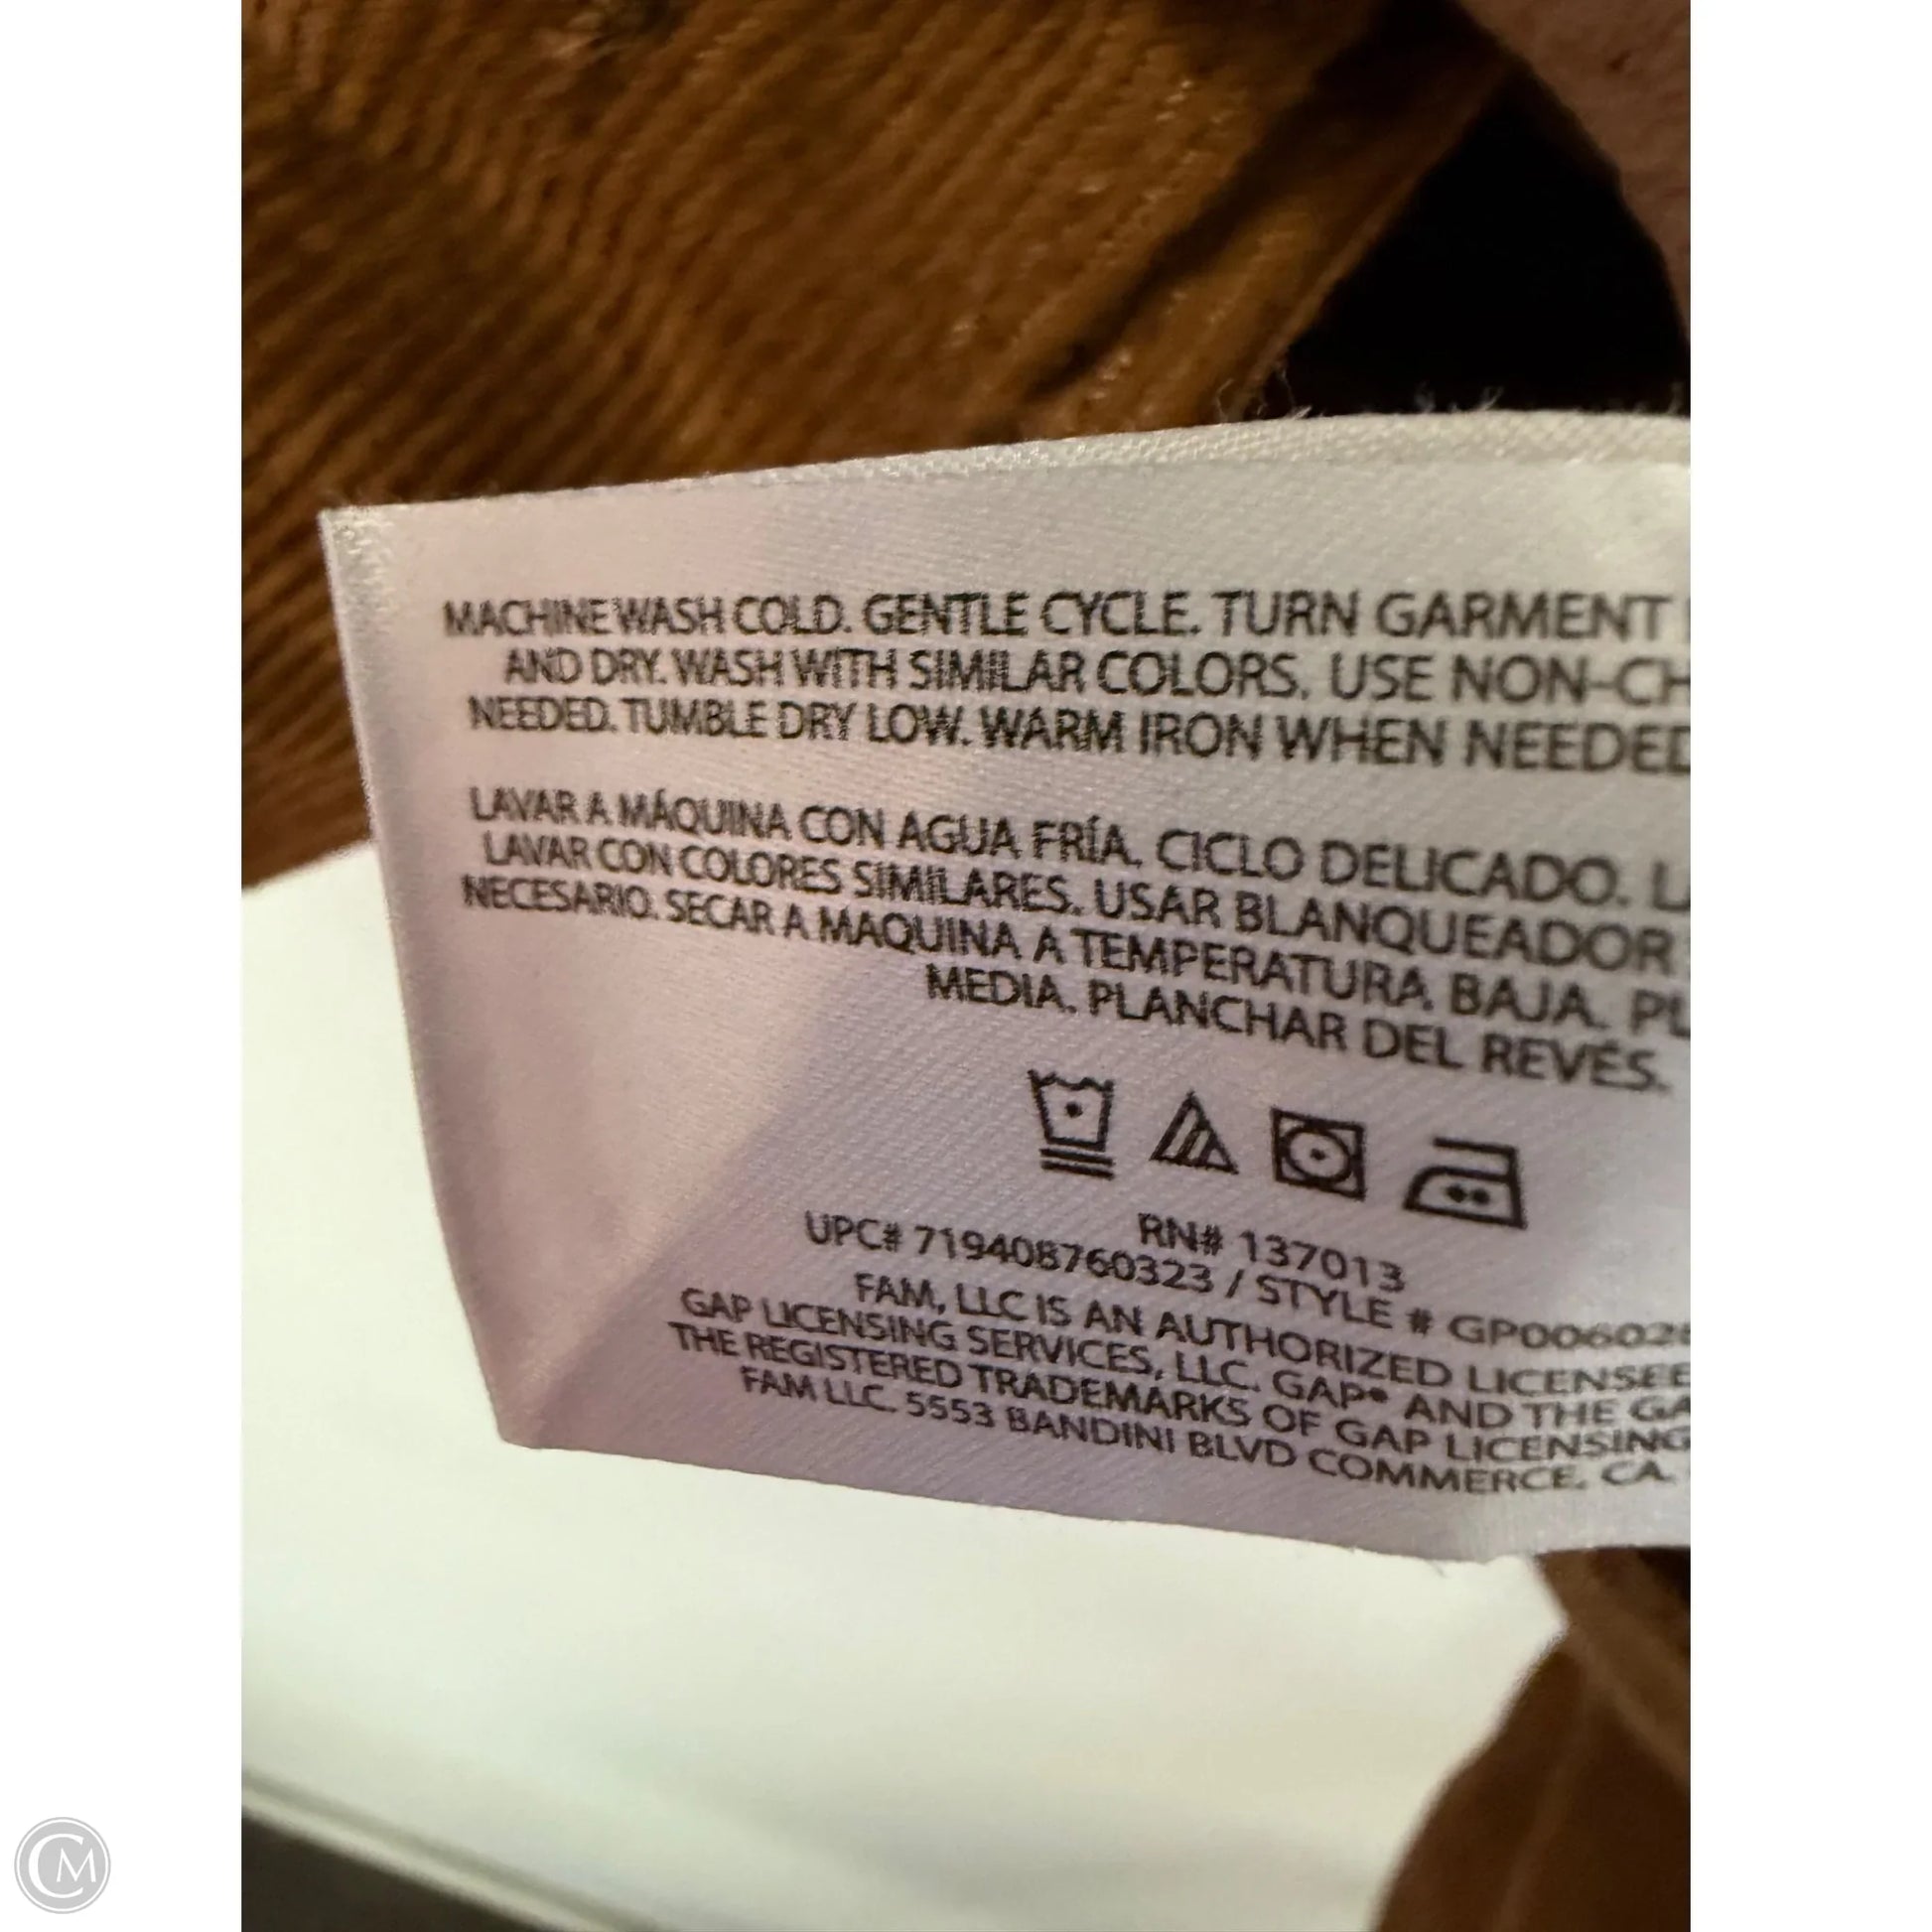 MACHINE WASH COLD. GENTLE CYCLE. TURN GARMENT
AND DRY. WASH WITH SIMILAR COLORS. USE NON-CH
NEEDED. TUMBLE DRY LOW. WARM IRON WHEN NEEDED
LAVAR A MÁQUINA CON AGUA FRÍA. CICLO DELICADO. L
LAVAR CON COLORES SIMILARES. USAR BLANQUEADOR
NECESARIO. SECAR A MAQUINA A TEMPERATURA BAJA. PL
MEDIA. PLANCHAR DEL REVÉS.
RN# 137013
UPC# 719408760323 / STYLE # GP006028
FAM, LLC IS AN AUTHORIZED LICENSEE
GAP LICENSING SERVICES, LLC. GAP® AND THE GA
THE REGISTERED TRADEMARKS OF GAP LICENSING
FAM LLC. 5553 BANDINI BLVD COMMERCE, CA.
CM